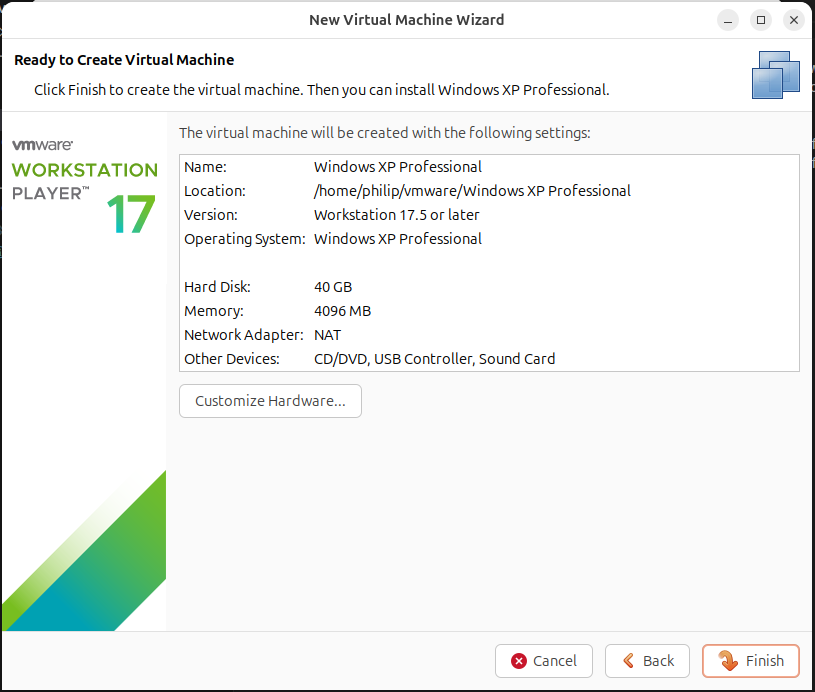 New Virtual Machine Wizard
Ready to Create Virtual Machine
Click Finish to create the virtual machine. Then you can install Windows XP Professional.
vmware
WORKSTATION
PLAYER™
17
The virtual machine will be created with the following settings:
Name: Windows XP Professional
Location: /home/philip/vmware/Windows XP Professional
Version: Workstation 17.5 or later
Operating System: Windows XP Professional
Hard Disk: 40 GB
Memory: 4096 MB
Network Adapter: NAT
Other Devices: CD/DVD, USB Controller, Sound Card
Customize Hardware...
Cancel Back Finish